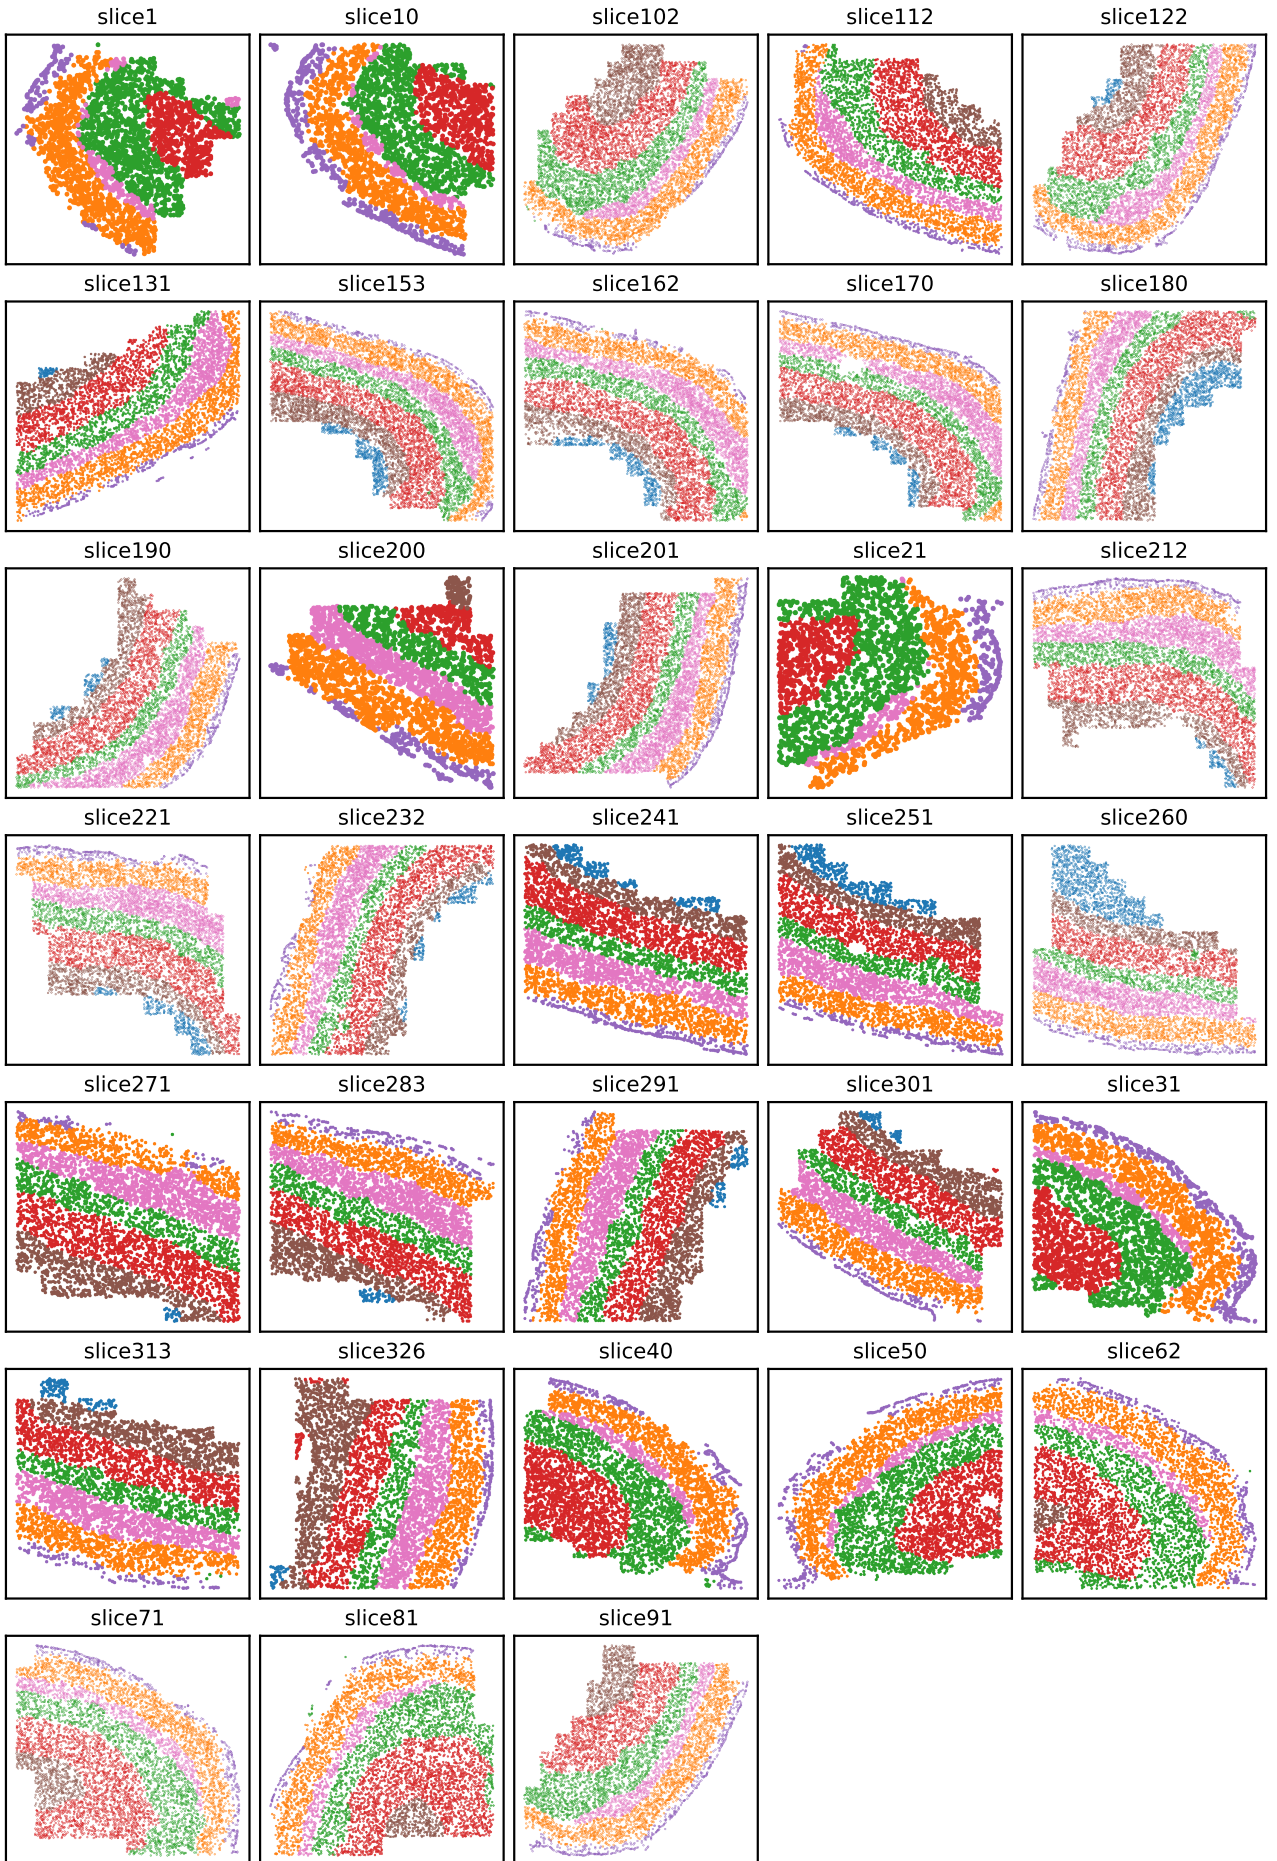 slice1 slice10 slice102 slice112 slice122
slice131 slice153 slice162 slice170 slice180
slice190 slice200 slice201 slice21 slice212
slice221 slice232 slice241 slice251 slice260
slice271 slice283 slice291 slice301 slice31
slice313 slice326 slice40 slice50 slice62
slice71 slice81 slice91